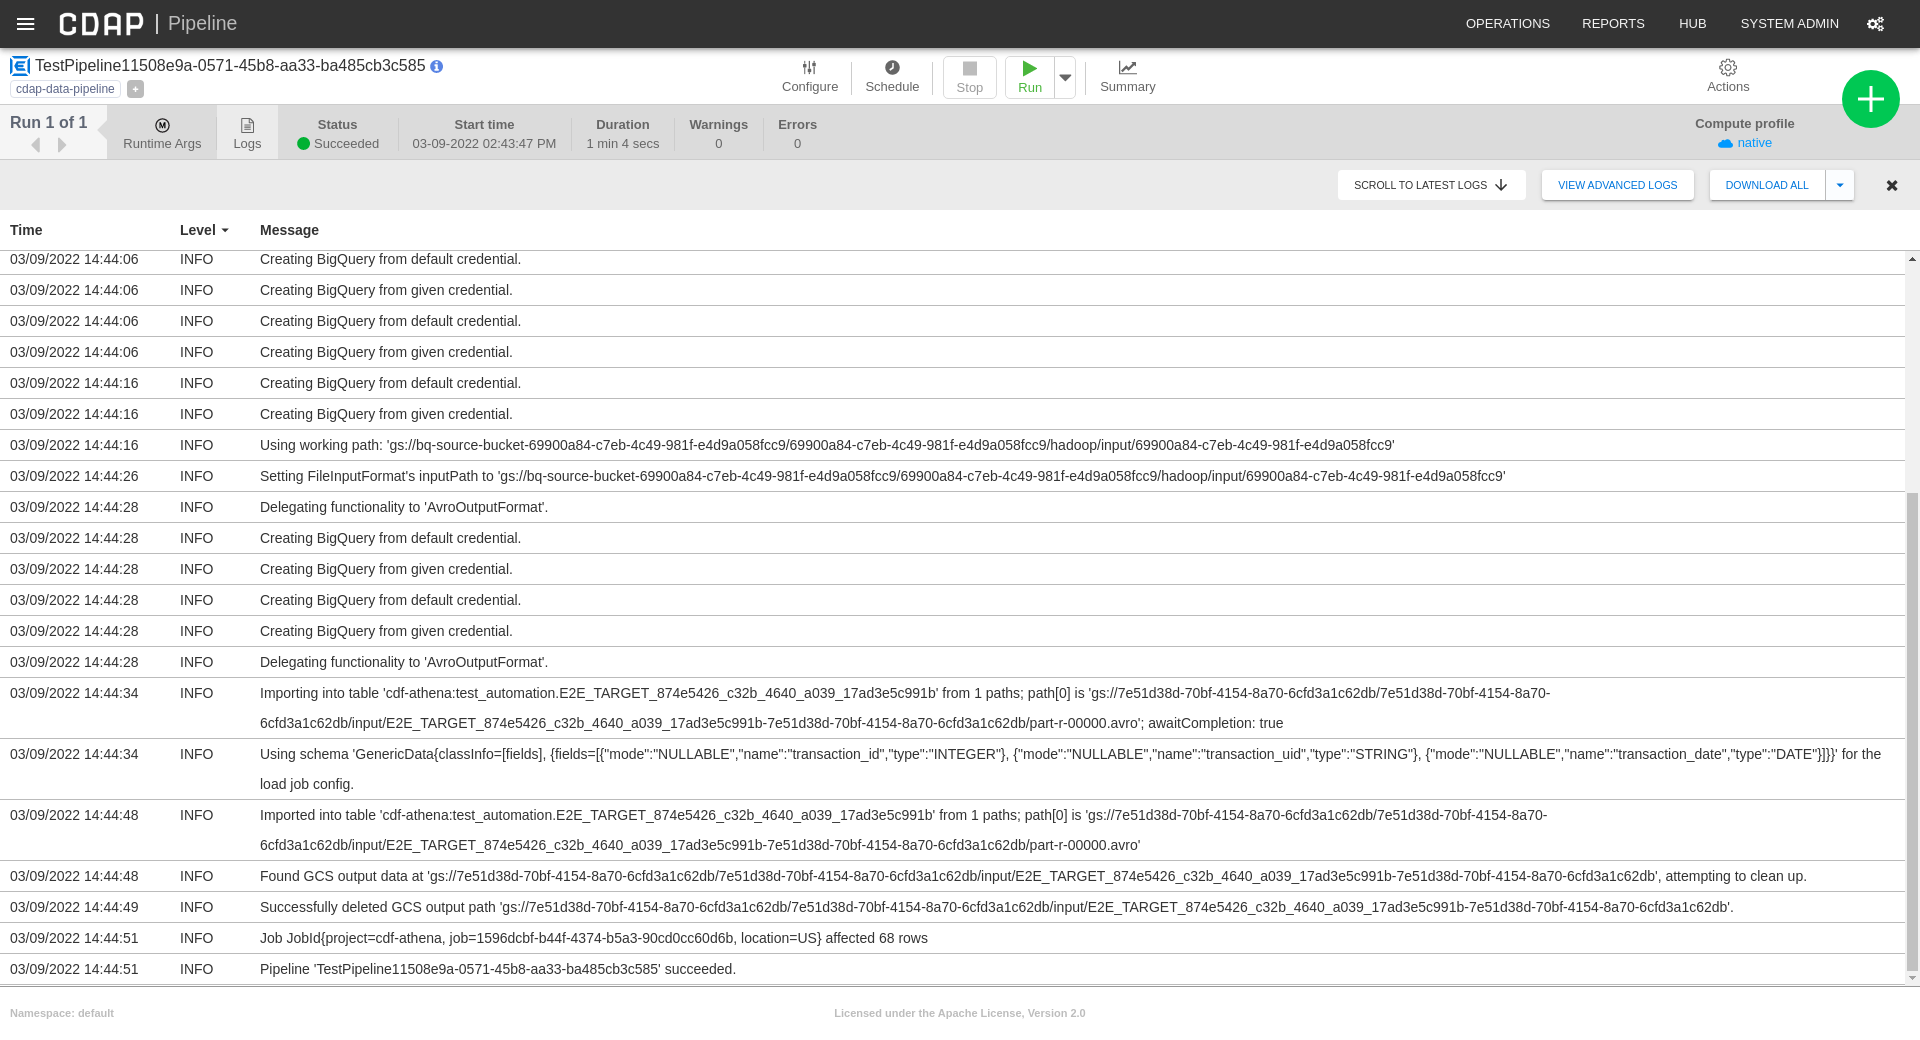 CDAP | Pipeline
OPERATIONS REPORTS HUB SYSTEM ADMIN
TestPipeline11508e9a-0571-45b8-aa33-ba485cb3c585
cdap-data-pipeline +
Configure Schedule Stop Run Summary Actions
Run 1 of 1
Runtime Args
Logs
Status
Succeeded
Start time
03-09-2022 02:43:47 PM
Duration
1 min 4 secs
Warnings
0
Errors
0
Compute profile
native
SCROLL TO LATEST LOGS VIEW ADVANCED LOGS DOWNLOAD ALL
Time Level Message
03/09/2022 14:44:06 INFO Creating BigQuery from default credential.
03/09/2022 14:44:06 INFO Creating BigQuery from given credential.
03/09/2022 14:44:06 INFO Creating BigQuery from default credential.
03/09/2022 14:44:06 INFO Creating BigQuery from given credential.
03/09/2022 14:44:16 INFO Creating BigQuery from default credential.
03/09/2022 14:44:16 INFO Creating BigQuery from given credential.
03/09/2022 14:44:16 INFO Using working path: 'gs://bq-source-bucket-69900a84-c7eb-4c49-981f-e4d9a058fcc9/69900a84-c7eb-4c49-981f-e4d9a058fcc9/hadoop/input/69900a84-c7eb-4c49-981f-e4d9a058fcc9'
03/09/2022 14:44:26 INFO Setting FileInputFormat's inputPath to 'gs://bq-source-bucket-69900a84-c7eb-4c49-981f-e4d9a058fcc9/69900a84-c7eb-4c49-981f-e4d9a058fcc9/hadoop/input/69900a84-c7eb-4c49-981f-e4d9a058fcc9'
03/09/2022 14:44:28 INFO Delegating functionality to 'AvroOutputFormat'.
03/09/2022 14:44:28 INFO Creating BigQuery from default credential.
03/09/2022 14:44:28 INFO Creating BigQuery from given credential.
03/09/2022 14:44:28 INFO Creating BigQuery from default credential.
03/09/2022 14:44:28 INFO Creating BigQuery from given credential.
03/09/2022 14:44:28 INFO Delegating functionality to 'AvroOutputFormat'.
03/09/2022 14:44:34 INFO Importing into table 'cdf-athena:test_automation.E2E_TARGET_874e5426_c32b_4640_a039_17ad3e5c991b' from 1 paths; path[0] is 'gs://7e51d38d-70bf-4154-8a70-6cfd3a1c62db/7e51d38d-70bf-4154-8a70-
6cfd3a1c62db/input/E2E_TARGET_874e5426_c32b_4640_a039_17ad3e5c991b-7e51d38d-70bf-4154-8a70-6cfd3a1c62db/part-r-00000.avro'; awaitCompletion: true
03/09/2022 14:44:34 INFO Using schema 'GenericData{classInfo=[fields], {fields=[{"mode":"NULLABLE","name":"transaction_id","type":"INTEGER"}, {"mode":"NULLABLE","name":"transaction_uid","type":"STRING"}, {"mode":"NULLABLE","name":"transaction_date","type":"DATE"}]}}' for the
load job config.
03/09/2022 14:44:48 INFO Imported into table 'cdf-athena:test_automation.E2E_TARGET_874e5426_c32b_4640_a039_17ad3e5c991b' from 1 paths; path[0] is 'gs://7e51d38d-70bf-4154-8a70-6cfd3a1c62db/7e51d38d-70bf-4154-8a70-
6cfd3a1c62db/input/E2E_TARGET_874e5426_c32b_4640_a039_17ad3e5c991b-7e51d38d-70bf-4154-8a70-6cfd3a1c62db/part-r-00000.avro'
03/09/2022 14:44:48 INFO Found GCS output data at 'gs://7e51d38d-70bf-4154-8a70-6cfd3a1c62db/7e51d38d-70bf-4154-8a70-6cfd3a1c62db/input/E2E_TARGET_874e5426_c32b_4640_a039_17ad3e5c991b-7e51d38d-70bf-4154-8a70-6cfd3a1c62db', attempting to clean up.
03/09/2022 14:44:49 INFO Successfully deleted GCS output path 'gs://7e51d38d-70bf-4154-8a70-6cfd3a1c62db/7e51d38d-70bf-4154-8a70-6cfd3a1c62db/input/E2E_TARGET_874e5426_c32b_4640_a039_17ad3e5c991b-7e51d38d-70bf-4154-8a70-6cfd3a1c62db'.
03/09/2022 14:44:51 INFO Job JobId{project=cdf-athena, job=1596dcbf-b44f-4374-b5a3-90cd0cc60d6b, location=US} affected 68 rows
03/09/2022 14:44:51 INFO Pipeline 'TestPipeline11508e9a-0571-45b8-aa33-ba485cb3c585' succeeded.
Namespace: default
Licensed under the Apache License, Version 2.0